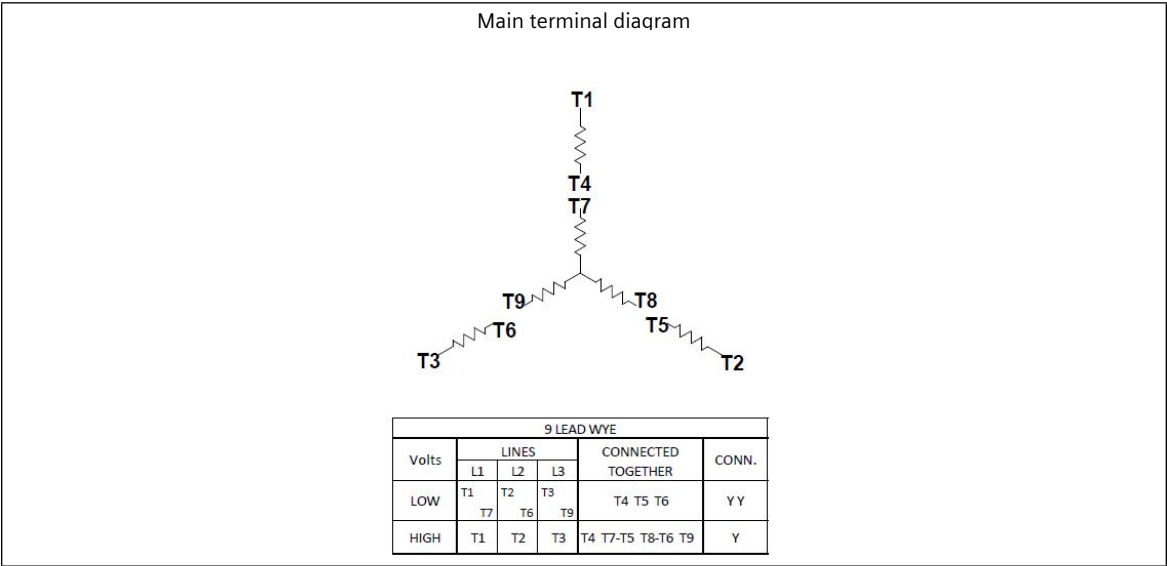 Main terminal diagram
T1
T4
T7
T9
T8
T6
T5
T3
T2
9 LEAD WYE
Volts
LINES
CONNECTED TOGETHER
CONN.
L1 L2 L3
LOW
T1 T7
T2 T6
T3 T9
T4 T5 T6
Y Y
HIGH
T1
T2
T3
T4 T7-T5 T8-T6 T9
Y